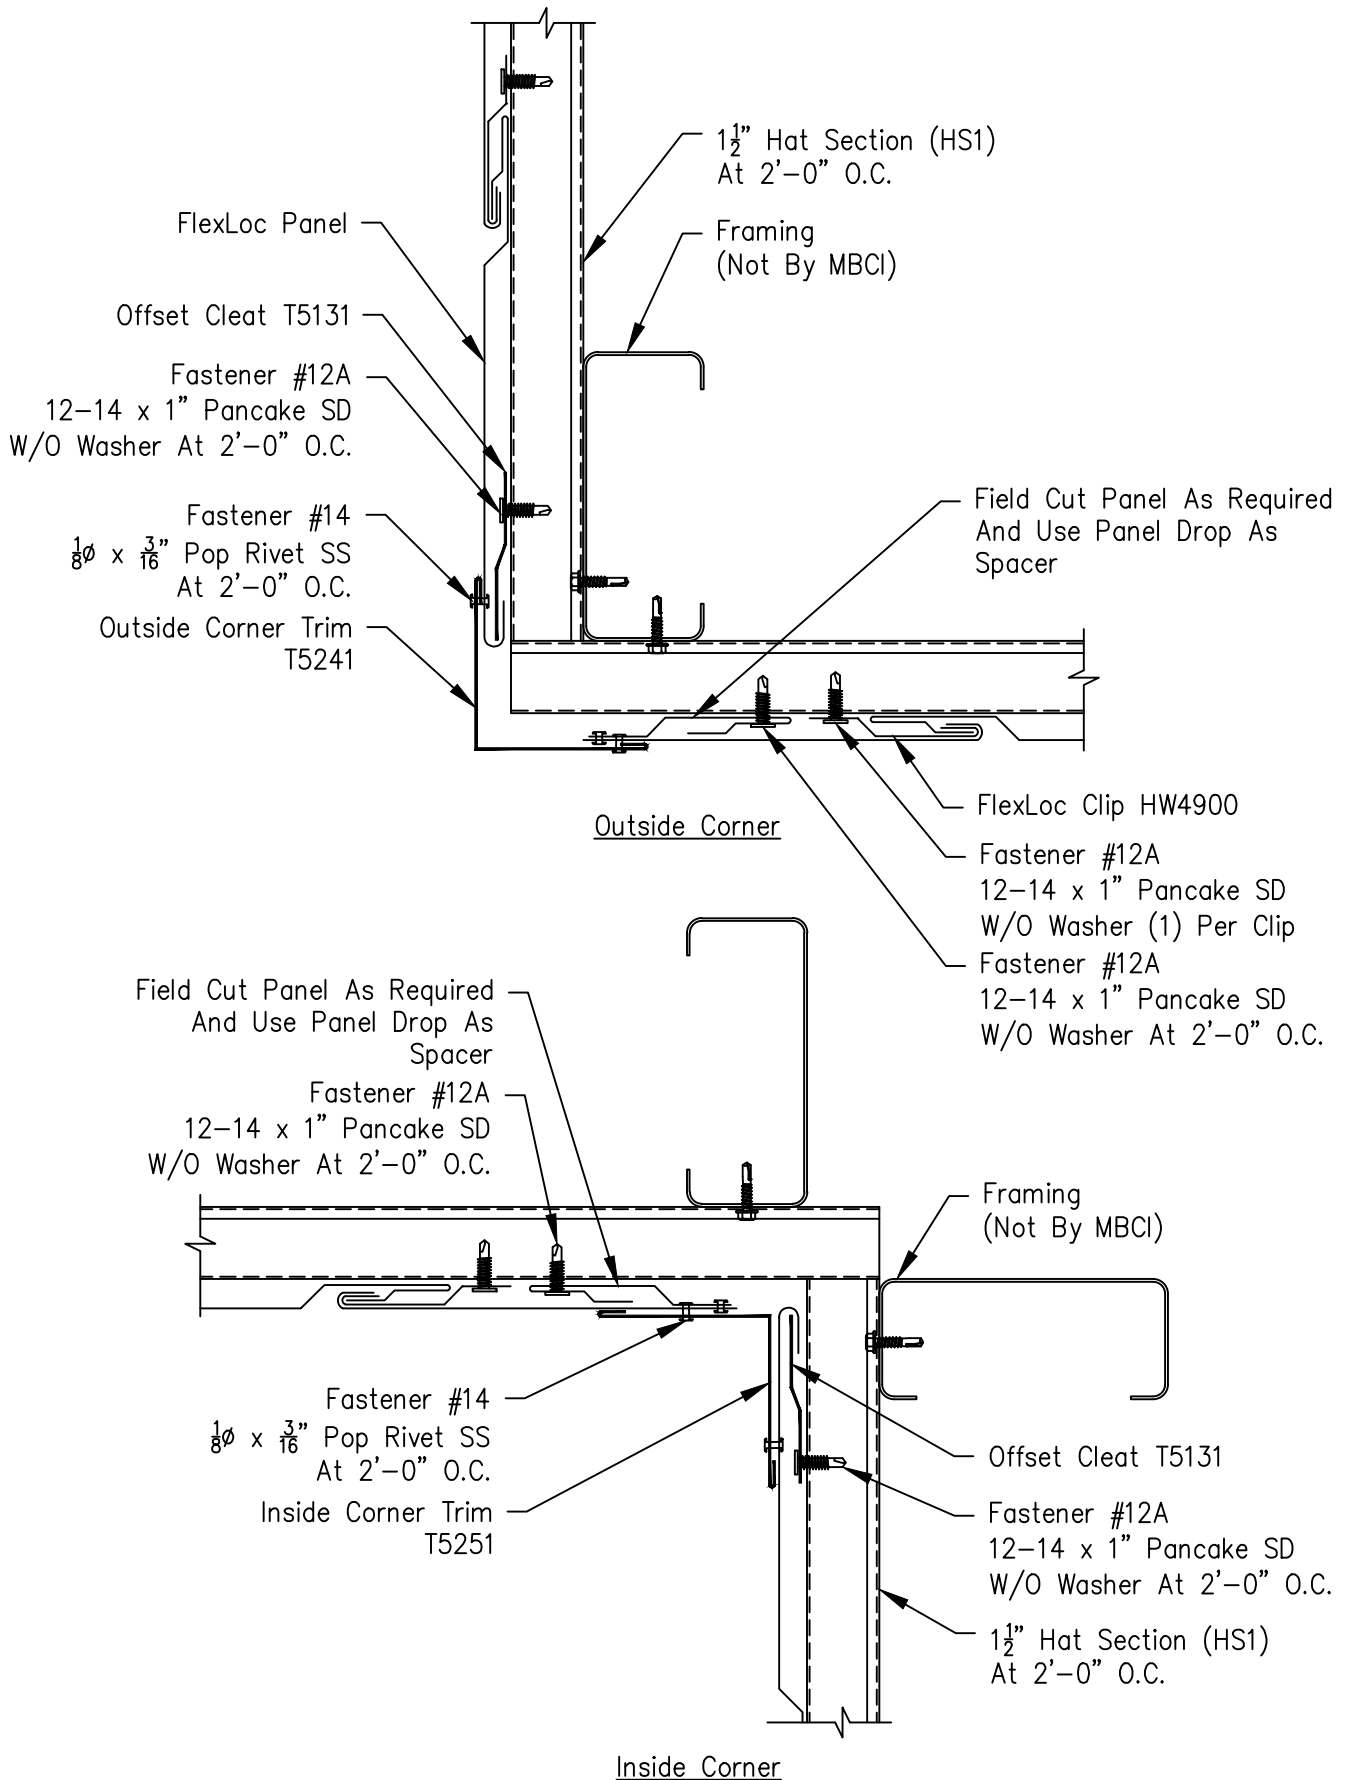 1½" Hat Section (HS1)
At 2'-0" O.C.
FlexLoc Panel
Framing
(Not By MBCI)
Offset Cleat T5131
Fastener #12A
12-14 x 1" Pancake SD
W/O Washer At 2'-0" O.C.
Fastener #14
⅛ø x 3/16" Pop Rivet SS
At 2'-0" O.C.
Outside Corner Trim
T5241
Field Cut Panel As Required
And Use Panel Drop As
Spacer
FlexLoc Clip HW4900
Fastener #12A
12-14 x 1" Pancake SD
W/O Washer (1) Per Clip
Fastener #12A
12-14 x 1" Pancake SD
W/O Washer At 2'-0" O.C.
Outside Corner
Field Cut Panel As Required
And Use Panel Drop As
Spacer
Fastener #12A
12-14 x 1" Pancake SD
W/O Washer At 2'-0" O.C.
Framing
(Not By MBCI)
Fastener #14
⅛ø x 3/16" Pop Rivet SS
At 2'-0" O.C.
Inside Corner Trim
T5251
Offset Cleat T5131
Fastener #12A
12-14 x 1" Pancake SD
W/O Washer At 2'-0" O.C.
1½" Hat Section (HS1)
At 2'-0" O.C.
Inside Corner